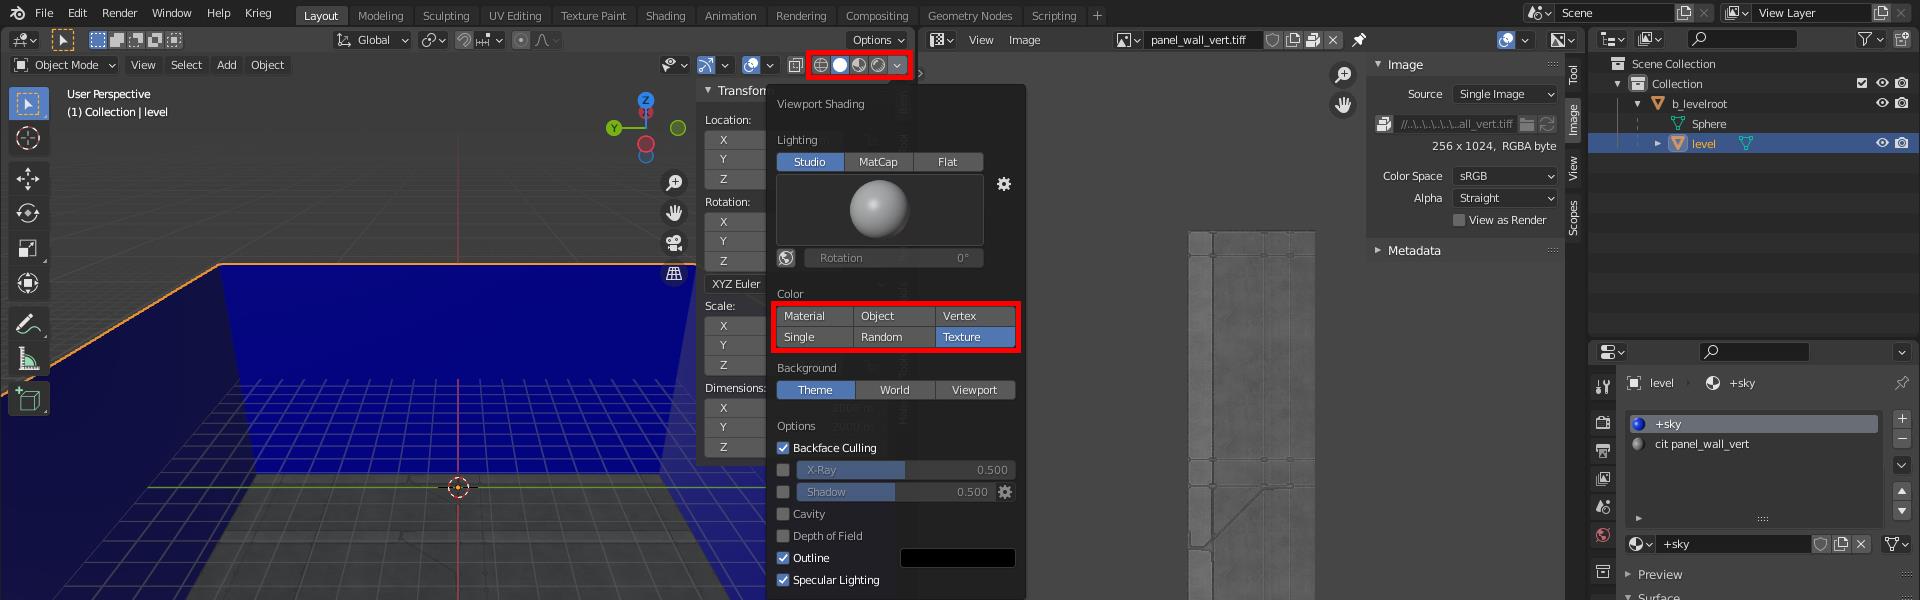 File Edit Render Window Help Krieg Layout Modeling Sculpting UV Editing Texture Paint Shading Animation Rendering Compositing Geometry Nodes Scripting + Scene View Layer
Global Options View Image panel_wall_vert.tiff
Object Mode View Select Add Object
User Perspective
(1) Collection | level
Z
Y
Transform
Location:
X
Y
Z
Rotation:
X
Y
Z
XYZ Euler
Scale:
X
Y
Z
Dimensions:
X
Y
Z
Viewport Shading
Lighting
Studio MatCap Flat
Rotation 0°
Color
Material Object Vertex
Single Random Texture
Background
Theme World Viewport
Options
Backface Culling
X-Ray 0.500
Shadow 0.500
Cavity
Depth of Field
Outline
Specular Lighting
Image
Source Single Image
//..\..\..\..\...all_vert.tiff
256 x 1024, RGBA byte
Color Space sRGB
Alpha Straight
View as Render
Metadata
Tool
Image
View
Scopes
Scene Collection
Collection
b_levelroot
Sphere
level
level +sky
+sky
cit panel_wall_vert
+sky
Preview
Surface